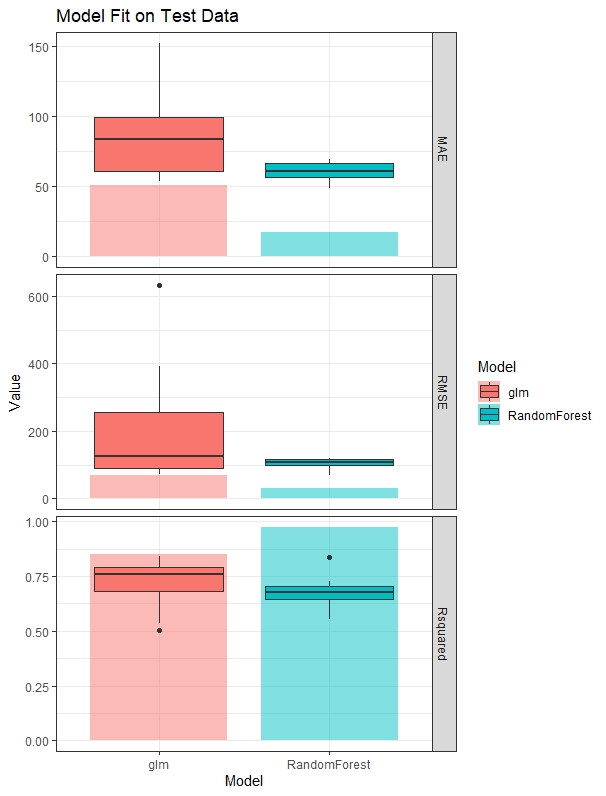 Model Fit on Test Data
150
100
50
0
MAE
600
400
200
0
RMSE
Value
1.00
0.75
0.50
0.25
0.00
Rsquared
glm
RandomForest
Model
Model
glm
RandomForest